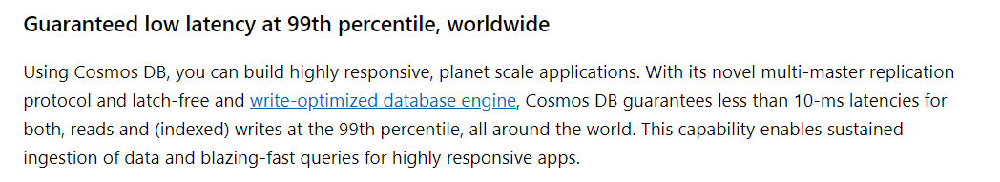 Guaranteed low latency at 99th percentile, worldwide
Using Cosmos DB, you can build highly responsive, planet scale applications. With its novel multi-master replication
protocol and latch-free and write-optimized database engine, Cosmos DB guarantees less than 10-ms latencies for
both, reads and (indexed) writes at the 99th percentile, all around the world. This capability enables sustained
ingestion of data and blazing-fast queries for highly responsive apps.